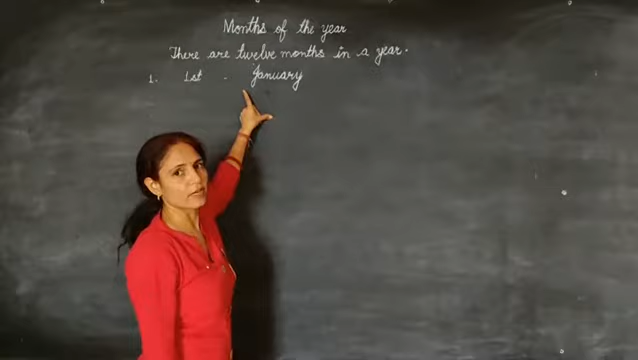 Months of the year
There are twelve months in a year.
1. 1st - January